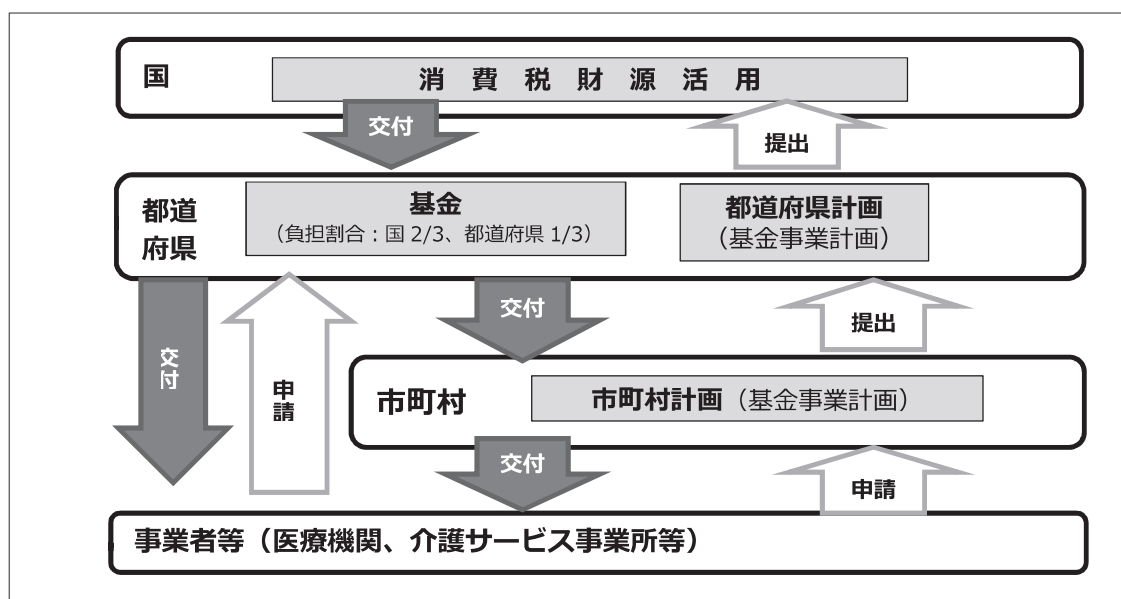 国
消費税財源活用
交付
提出
都道
府県
基金
(負担割合:国 2/3、都道府県 1/3)
都道府県計画
(基金事業計画)
交付
申請
交付
提出
市町村
市町村計画(基金事業計画)
交付
申請
事業者等(医療機関、介護サービス事業所等)